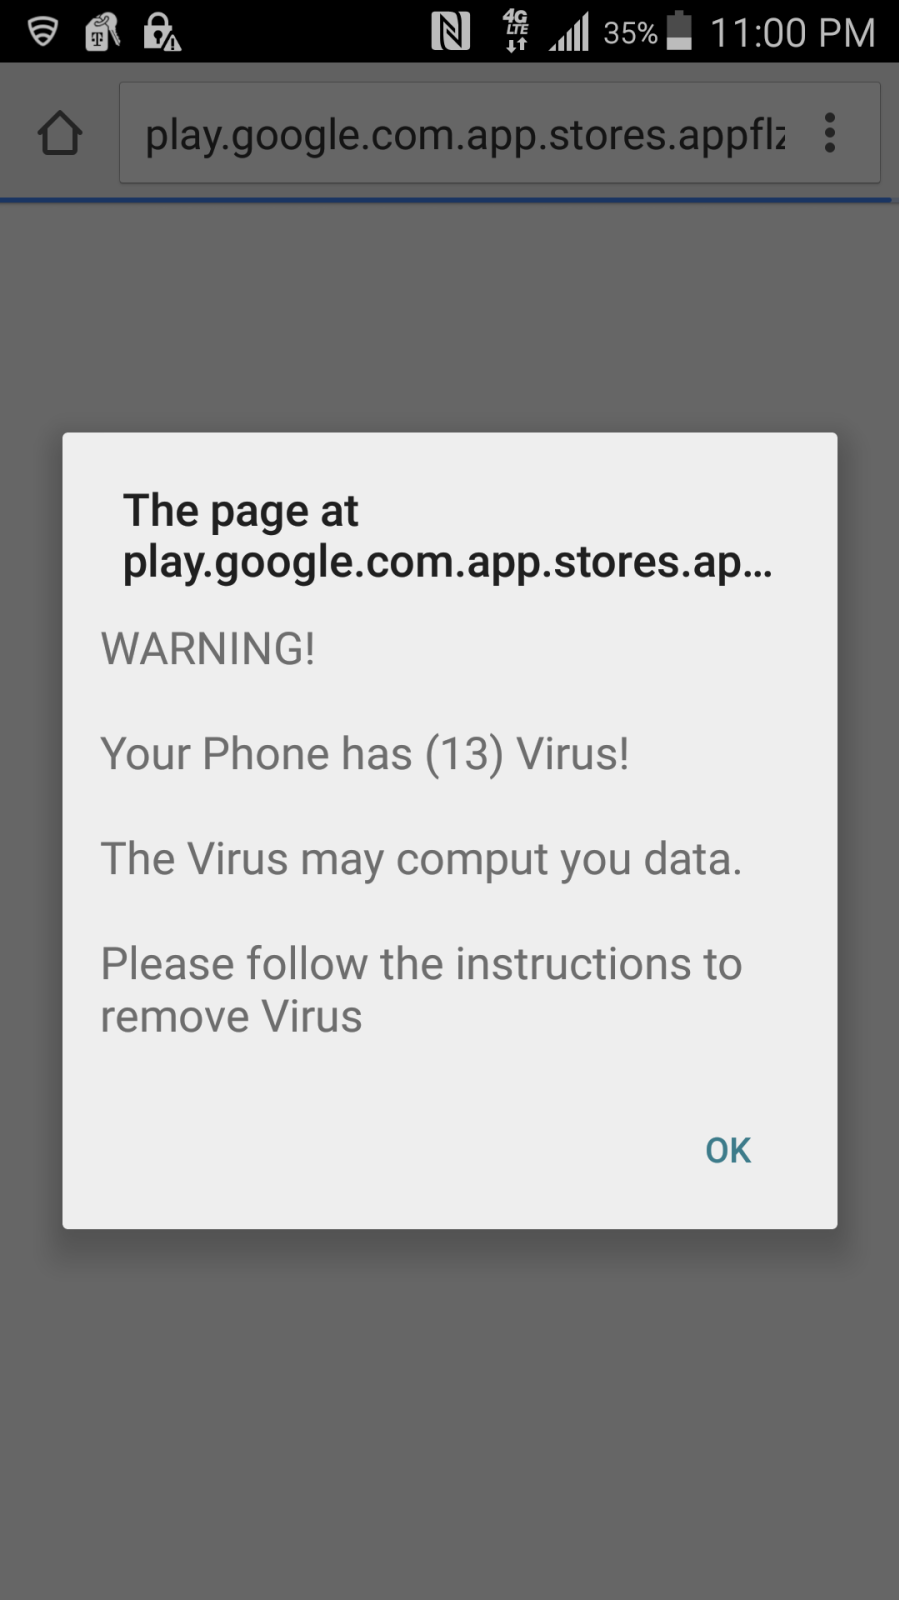 4G
LTE
35%
11:00 PM
play.google.com.app.stores.appflz
The page at
play.google.com.app.stores.ap...
WARNING!
Your Phone has (13) Virus!
The Virus may comput you data.
Please follow the instructions to
remove Virus
OK